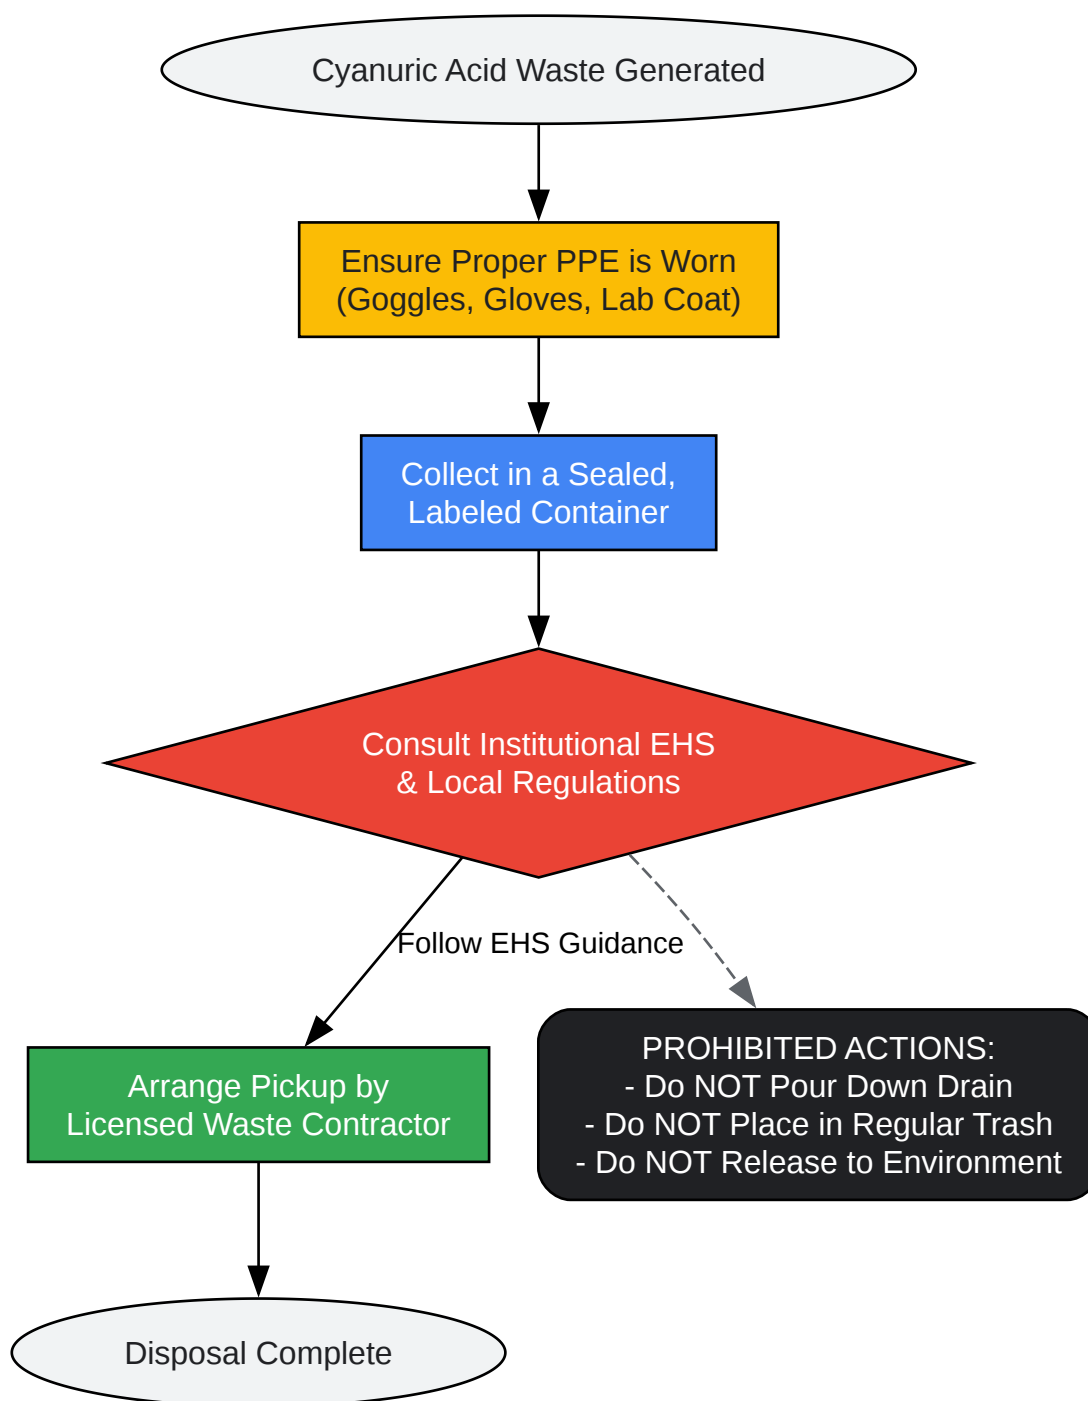 Cyanuric Acid Waste Generated
Ensure Proper PPE is Worn
(Goggles, Gloves, Lab Coat)
Collect in a Sealed,
Labeled Container
Consult Institutional EHS
& Local Regulations
Follow EHS Guidance
Arrange Pickup by
Licensed Waste Contractor
PROHIBITED ACTIONS:
- Do NOT Pour Down Drain
- Do NOT Place in Regular Trash
- Do NOT Release to Environment
Disposal Complete